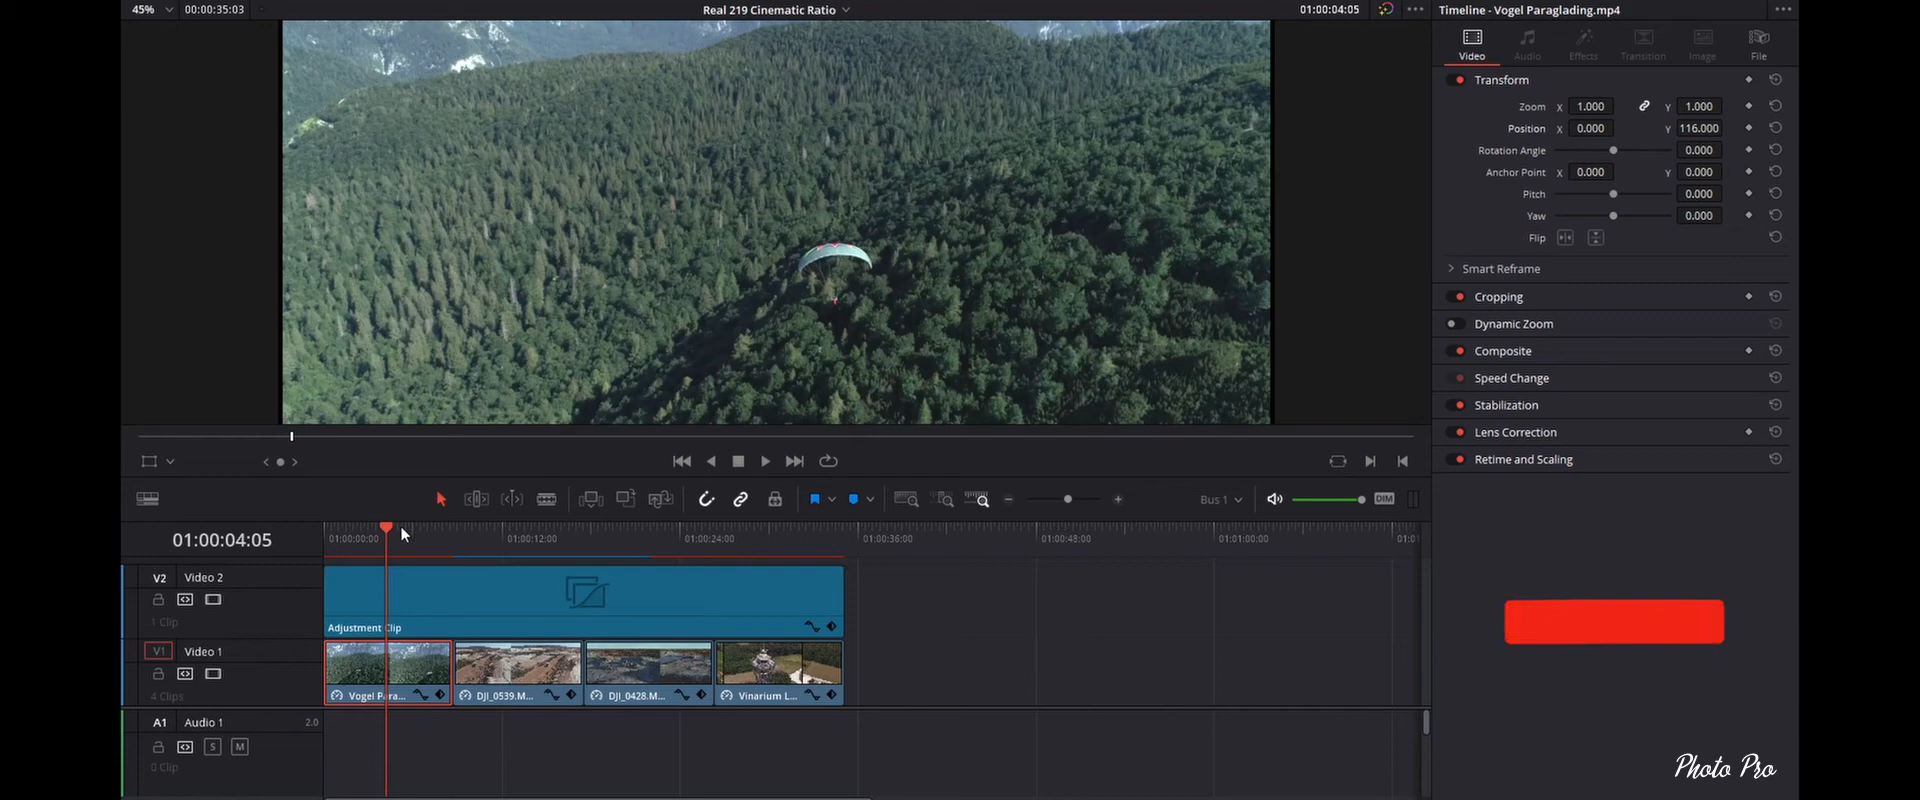 45% 00:00:35:03 Real 219 Cinematic Ratio 01:00:04:05 Timeline - Vogel Paraglading.mp4
Video Audio Effects Transition Image File
Transform
Zoom X 1.000 Y 1.000
Position X 0.000 Y 116.000
Rotation Angle 0.000
Anchor Point X 0.000 Y 0.000
Pitch 0.000
Yaw 0.000
Flip
Smart Reframe
Cropping
Dynamic Zoom
Composite
Speed Change
Stabilization
Lens Correction
Retime and Scaling
Bus 1 DIM
01:00:04:05 01:00:00:00 01:00:12:00 01:00:24:00 01:00:36:00 01:00:48:00 01:01:00:00
V2 Video 2
1 Clip
Adjustment Clip
V1 Video 1
4 Clips
Vogel Para... DJI_0539.M... DJI_0428.M... Vinarium L...
A1 Audio 1 2.0
S M
0 Clip
Photo Pro